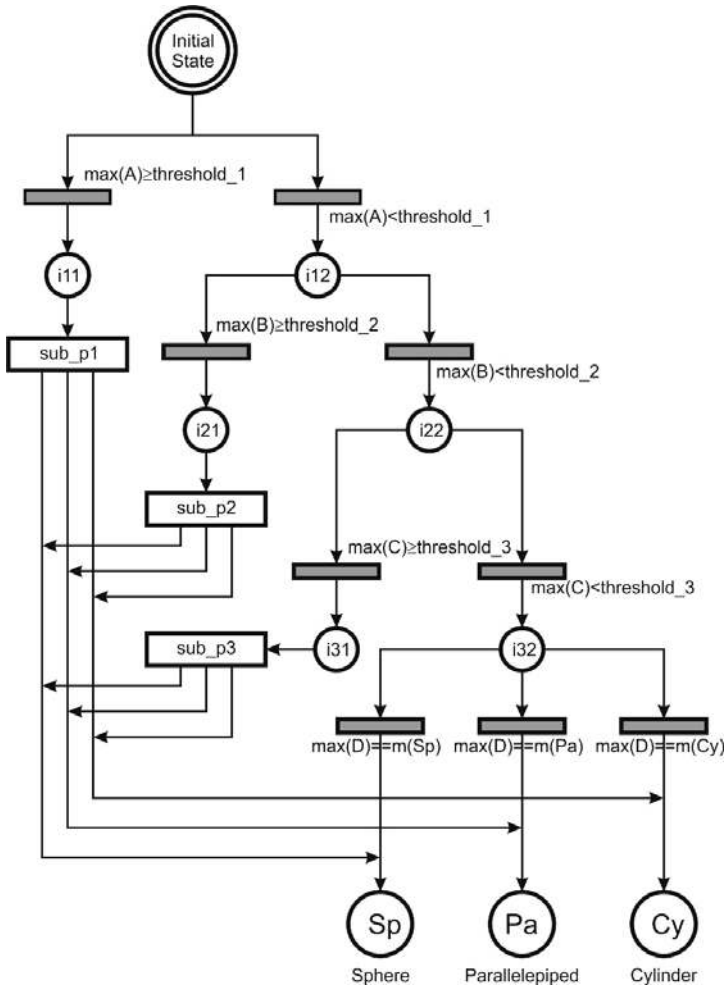 Initial
State
max(A)≥threshold_1
max(A)<threshold_1
i11
i12
max(B)≥threshold_2
sub_p1
max(B)<threshold_2
i21
i22
sub_p2
max(C)≥threshold_3
max(C)<threshold_3
sub_p3
i31
i32
max(D)==m(Sp)
max(D)==m(Pa)
max(D)==m(Cy)
Sp
Pa
Cy
Sphere
Parallelepiped
Cylinder